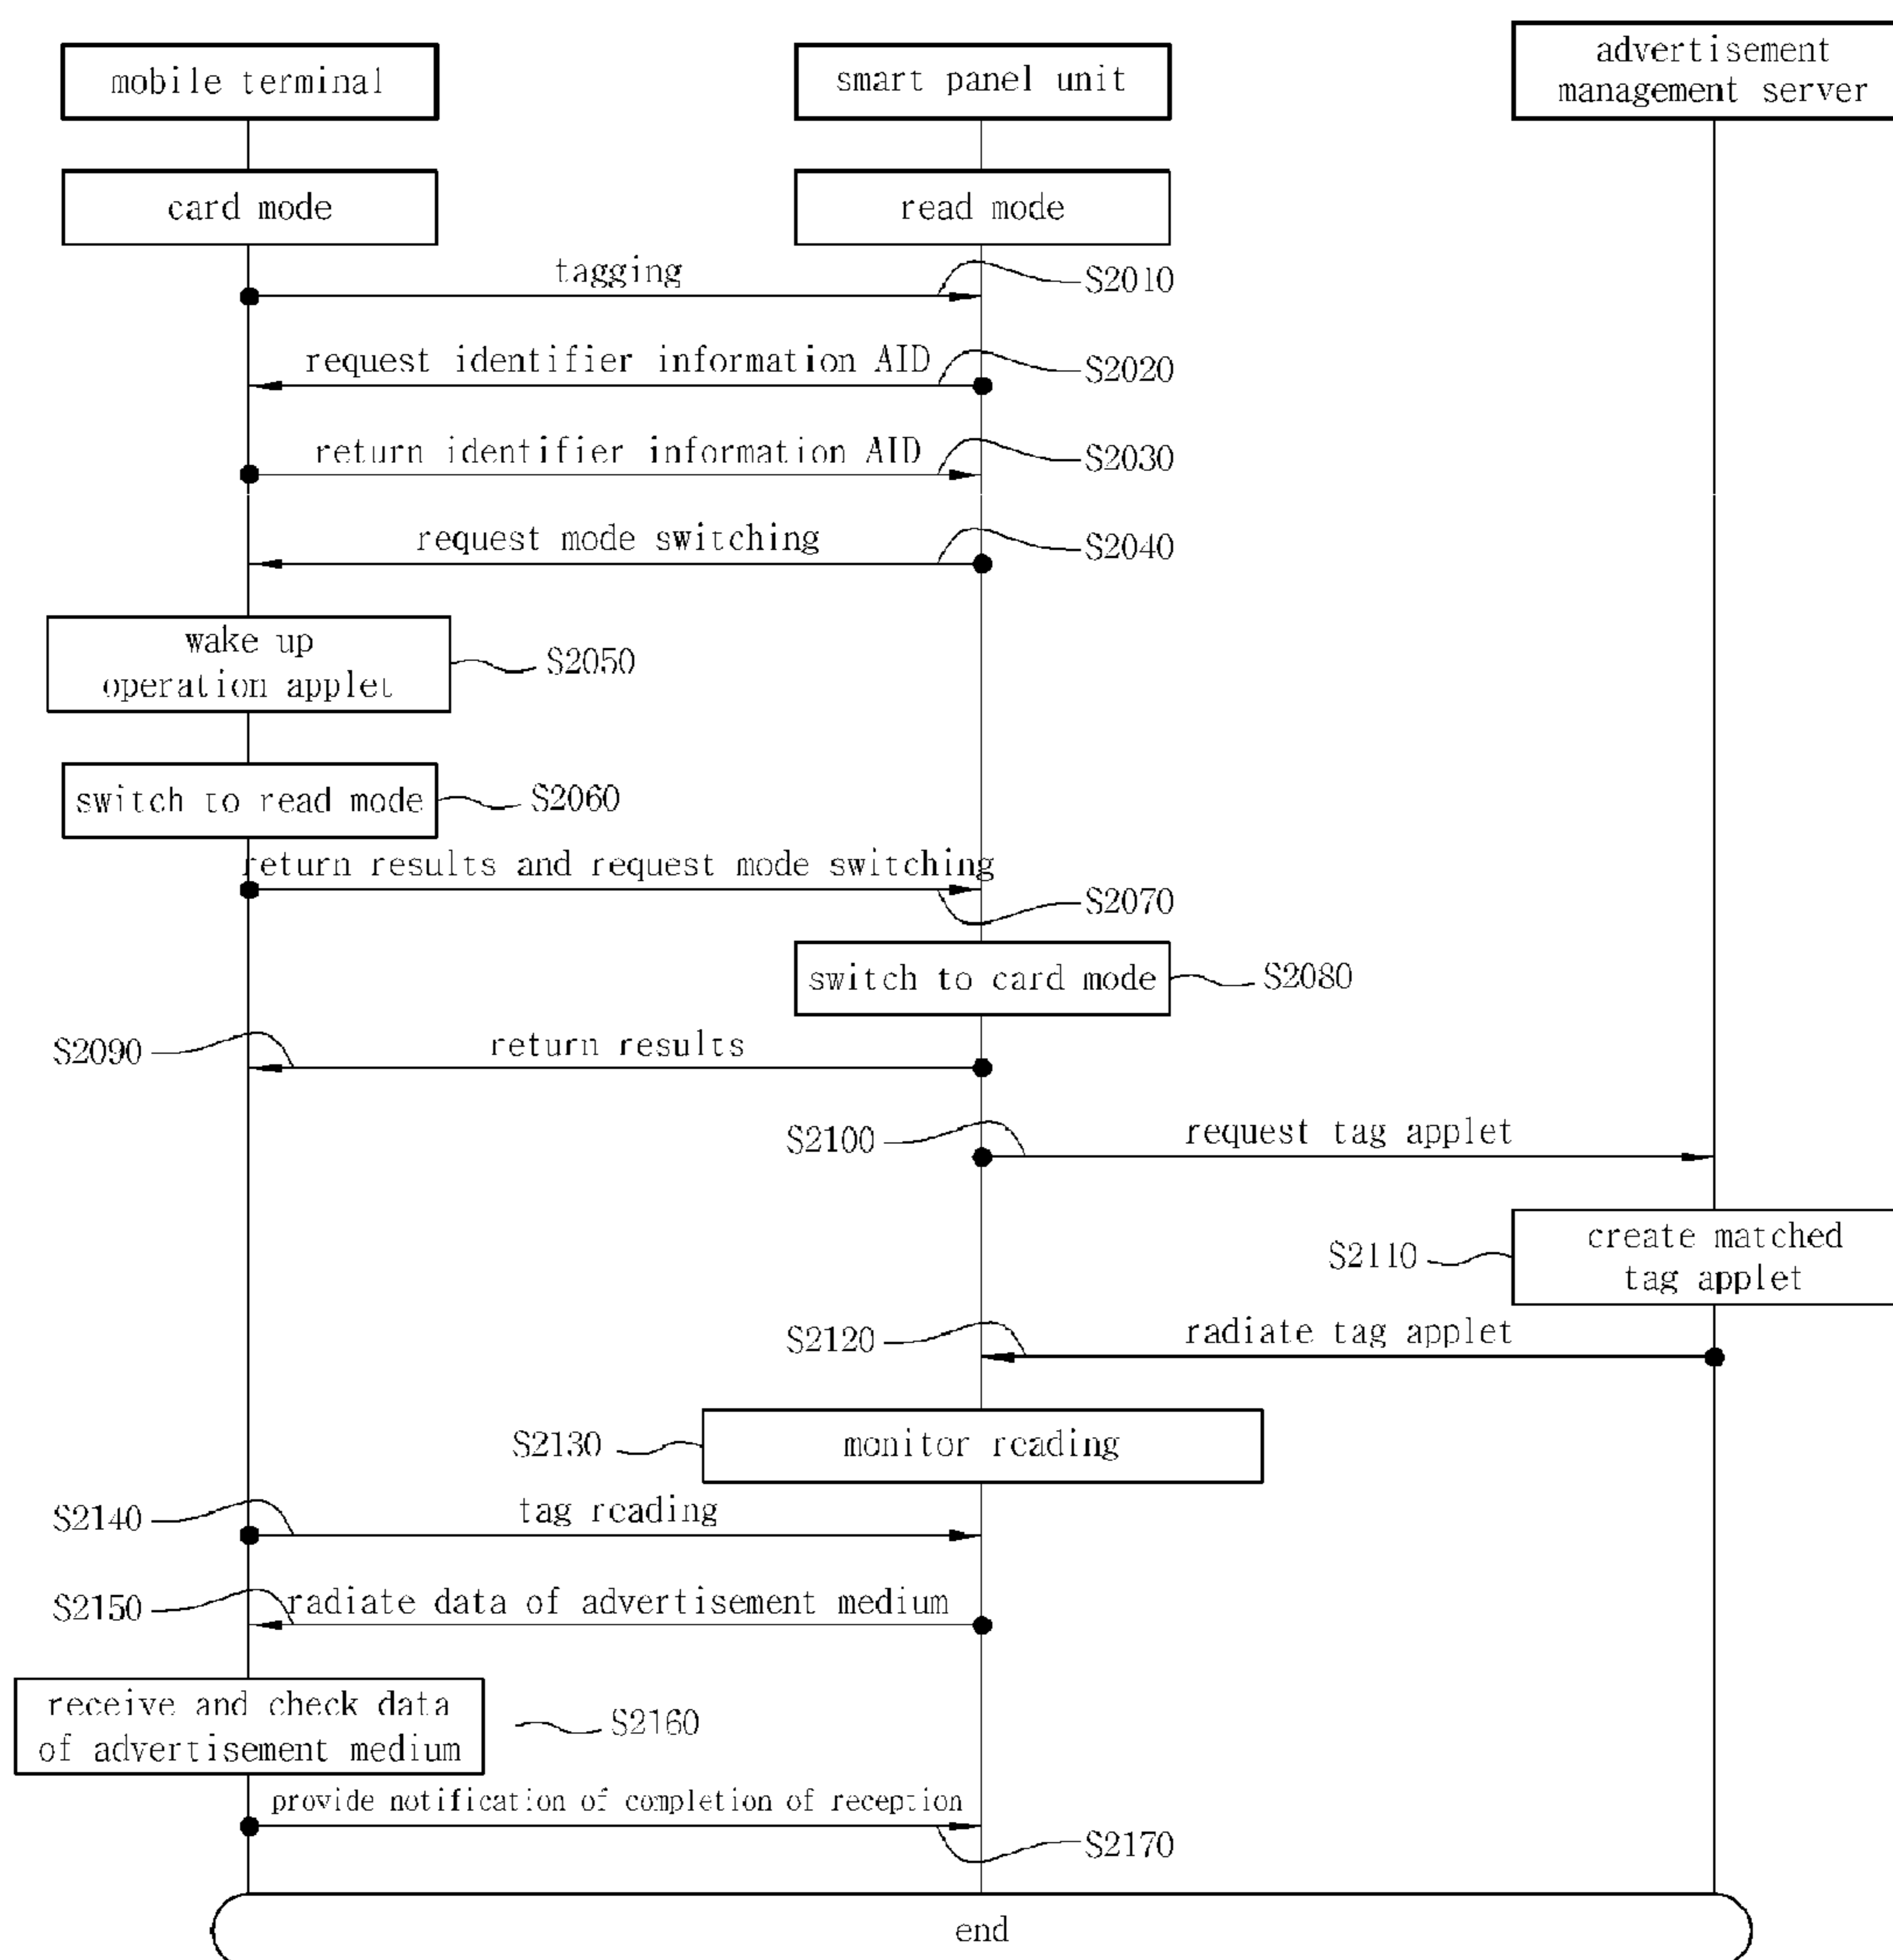 mobile terminal
smart panel unit
advertisement
management server
card mode
read mode
tagging
S2010
request identifier information AID
S2020
return identifier information AID
S2030
request mode switching
S2040
wake up
operation applet
S2050
switch to read mode
S2060
return results and request mode switching
S2070
switch to card mode
S2080
S2090
return results
S2100
request tag applet
S2110
create matched
tag applet
S2120
radiate tag applet
S2130
monitor reading
S2140
tag reading
S2150
radiate data of advertisement medium
receive and check data
of advertisement medium
S2160
provide notification of completion of reception
S2170
end